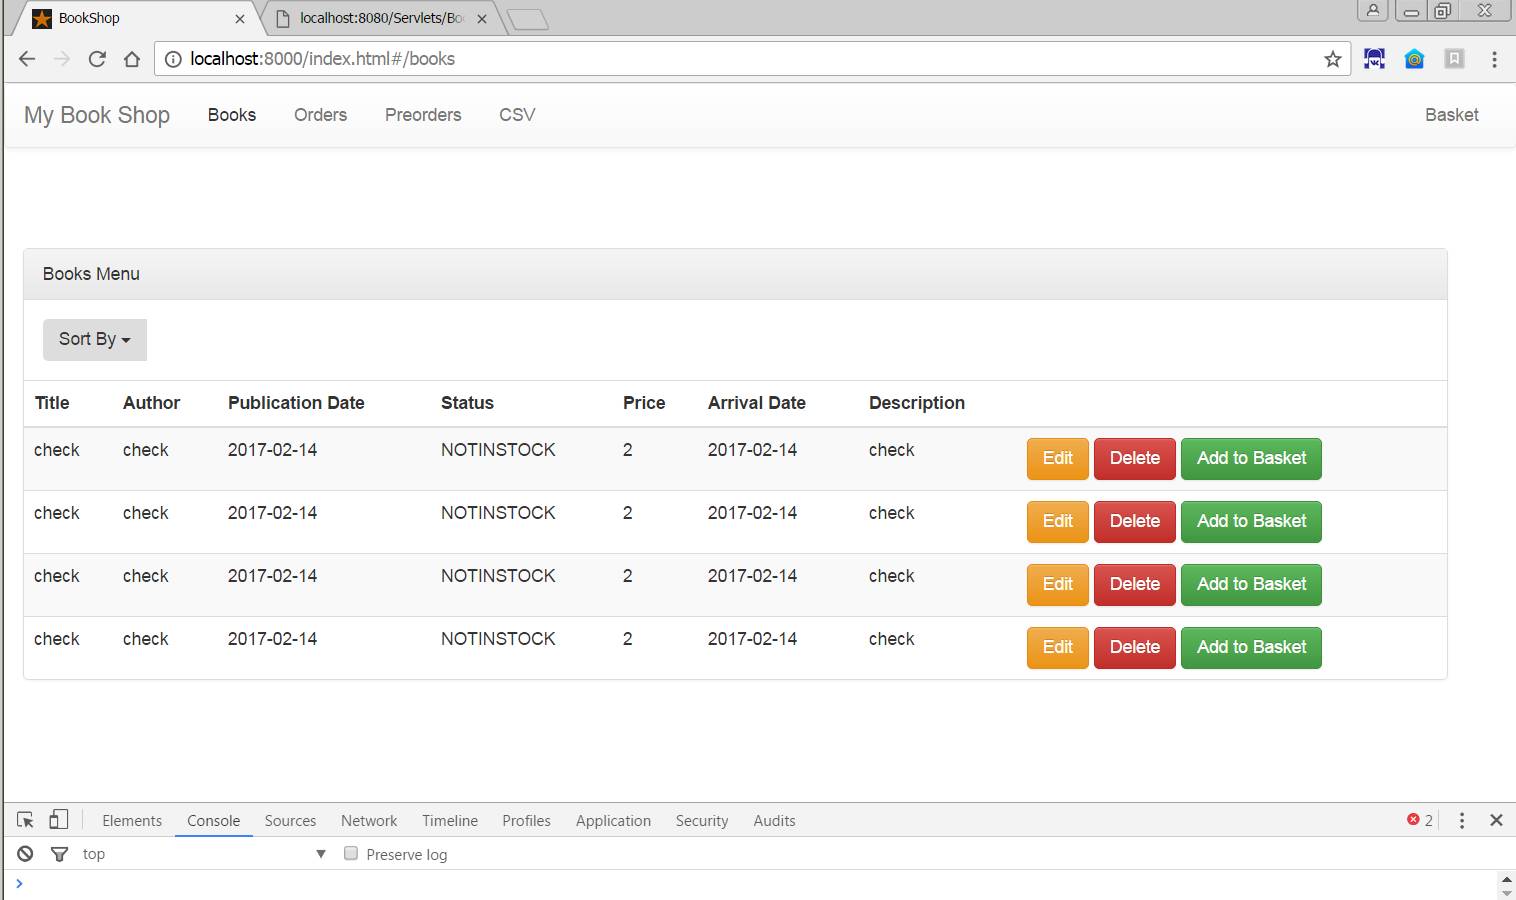 BookShop
localhost:8080/Servlets/Boo
localhost:8000/index.html#/books
My Book Shop Books Orders Preorders CSV Basket
Books Menu
Sort By
Title Author Publication Date Status Price Arrival Date Description
check check 2017-02-14 NOTINSTOCK 2 2017-02-14 check Edit Delete Add to Basket
check check 2017-02-14 NOTINSTOCK 2 2017-02-14 check Edit Delete Add to Basket
check check 2017-02-14 NOTINSTOCK 2 2017-02-14 check Edit Delete Add to Basket
check check 2017-02-14 NOTINSTOCK 2 2017-02-14 check Edit Delete Add to Basket
Elements Console Sources Network Timeline Profiles Application Security Audits 2
top Preserve log